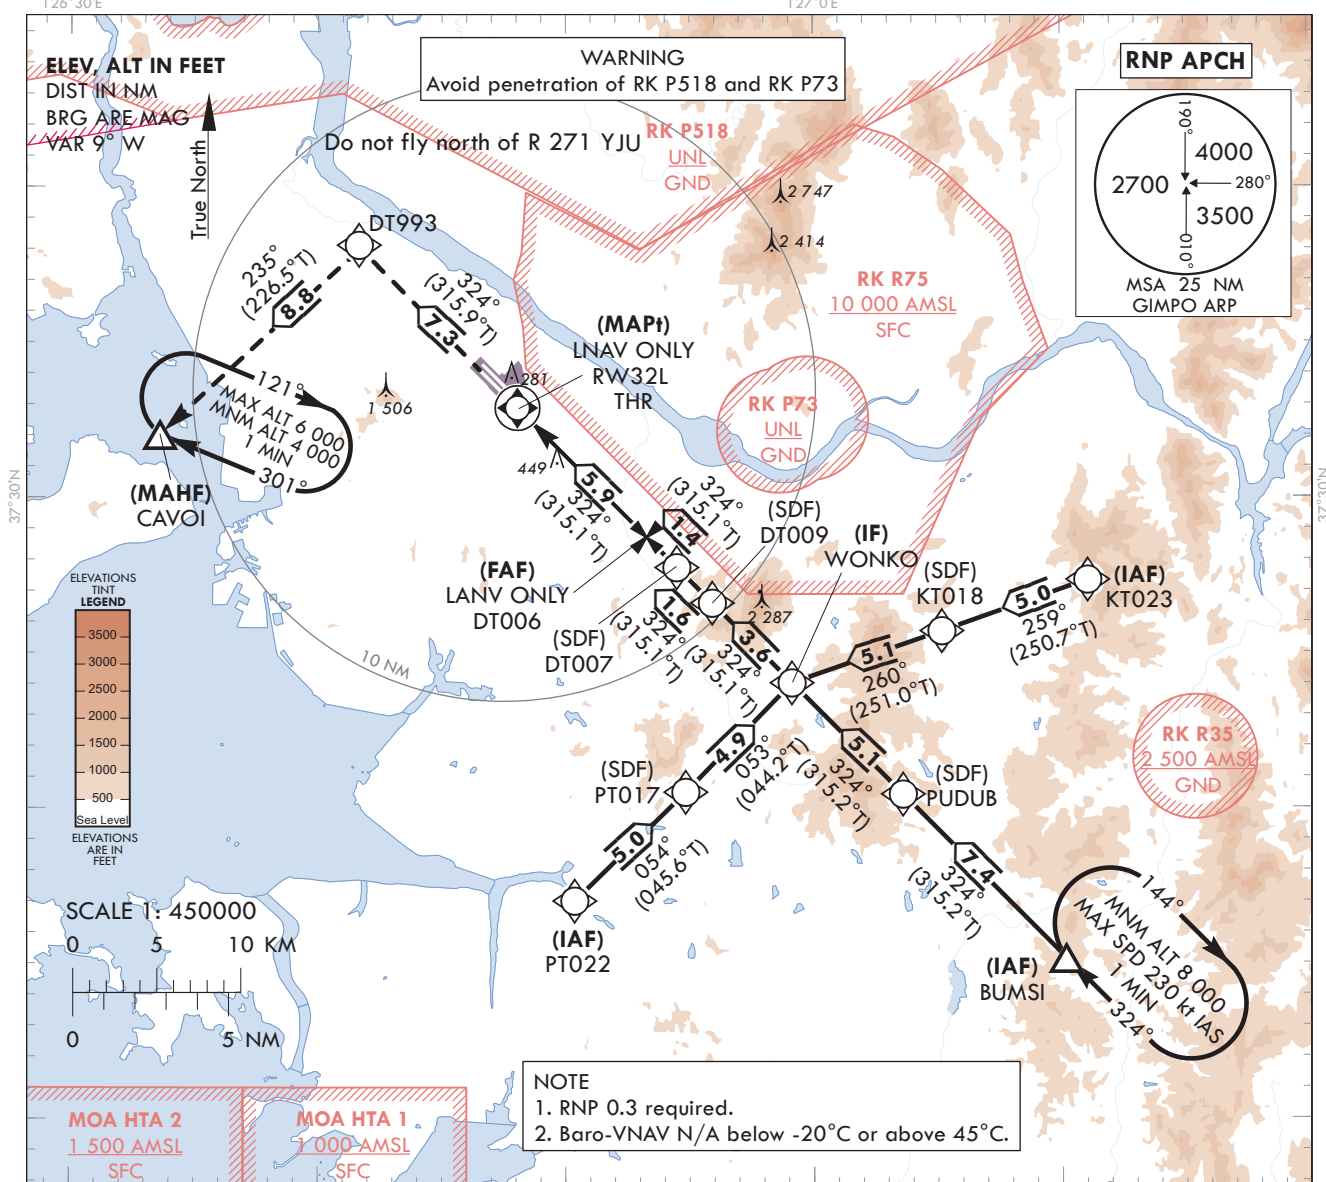 126°30'E
127°0'E
ELEV, ALT IN FEET
DIST IN NM
BRG ARE MAG
VAR 9° W
True North
WARNING
Avoid penetration of RK P518 and RK P73
Do not fly north of R 271 YJU
RK P518
UNL
GND
RNP APCH
190°
4000
2700
280°
3500
010°
MSA 25 NM
GIMPO ARP
2 747
2 414
DT993
235°
(226.5°T)
8.8
324°
(315.9°T)
7.3
RK R75
10 000 AMSL
SFC
(MAPt)
LNAV ONLY
RW32L
THR
281
1 506
121°
MAX ALT 6 000
MNM ALT 4 000
1 MIN
301°
(MAHF)
CAVOI
RK P73
UNL
GND
449
5.9
324°
(315.1°T)
324°
(315.1°T)
1.4
(SDF)
DT009
(IF)
WONKO
37°30'N
37°30'N
(FAF)
LANV ONLY
DT006
(SDF)
DT007
1.6
324°
(315.1°T)
2 287
3.6
324°
(315.1°T)
(SDF)
KT018
5.0
259°
(250.7°T)
(IAF)
KT023
5.1
260°
(251.0°T)
ELEVATIONS
TINT
LEGEND
3500
3000
2500
2000
1500
1000
500
Sea Level
ELEVATIONS
ARE IN
FEET
10 NM
RK R35
2 500 AMSL
GND
(SDF)
PT017
4.9
053°
(044.2°T)
5.1
324°
(315.2°T)
(SDF)
PUDUB
5.0
054°
(045.6°T)
7.4
324°
(315.2°T)
(IAF)
PT022
(IAF)
BUMSI
144°
MNM ALT 8 000
MAX SPD 230 kt IAS
1 MIN
324°
SCALE 1: 450000
0 5 10 KM
0 5 NM
NOTE
1. RNP 0.3 required.
2. Baro-VNAV N/A below -20°C or above 45°C.
MOA HTA 2
1 500 AMSL
SFC
MOA HTA 1
1 000 AMSL
SFC